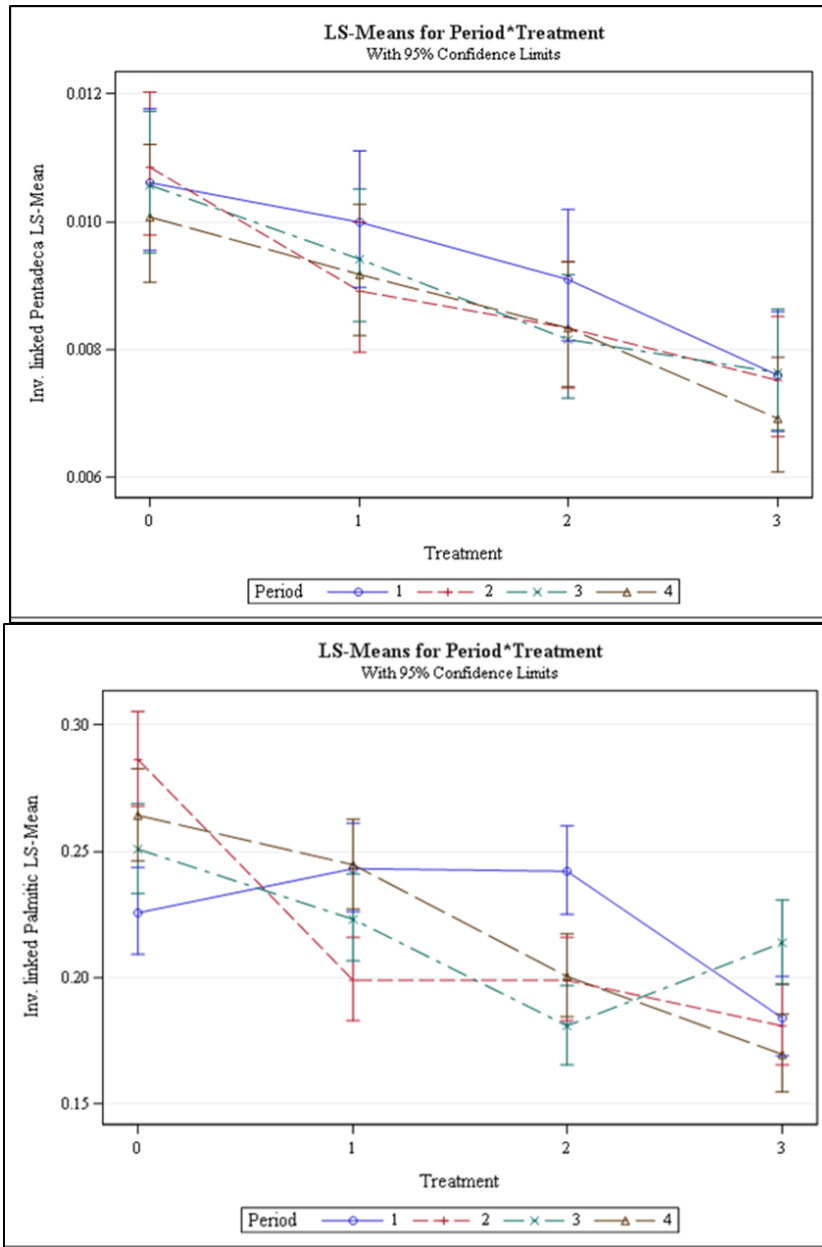 LS-Means for Period*Treatment
With 95% Confidence Limits
Inv. linked Pentadeca LS-Mean
0.012
0.010
0.008
0.006
0 1 2 3
Treatment
Period 1 2 3 4
LS-Means for Period*Treatment
With 95% Confidence Limits
Inv. linked Palmitic LS-Mean
0.30
0.25
0.20
0.15
0 1 2 3
Treatment
Period 1 2 3 4